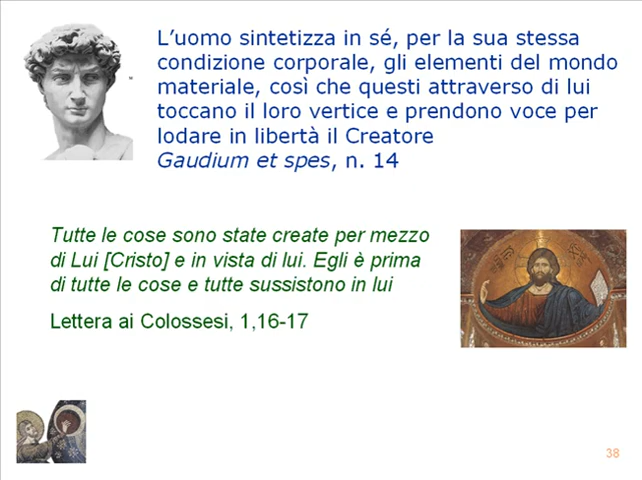 L’uomo sintetizza in sé, per la sua stessa
condizione corporale, gli elementi del mondo
materiale, così che questi attraverso di lui
toccano il loro vertice e prendono voce per
lodare in libertà il Creatore
Gaudium et spes, n. 14
Tutte le cose sono state create per mezzo
di Lui [Cristo] e in vista di lui. Egli è prima
di tutte le cose e tutte sussistono in lui
Lettera ai Colossesi, 1,16-17
38